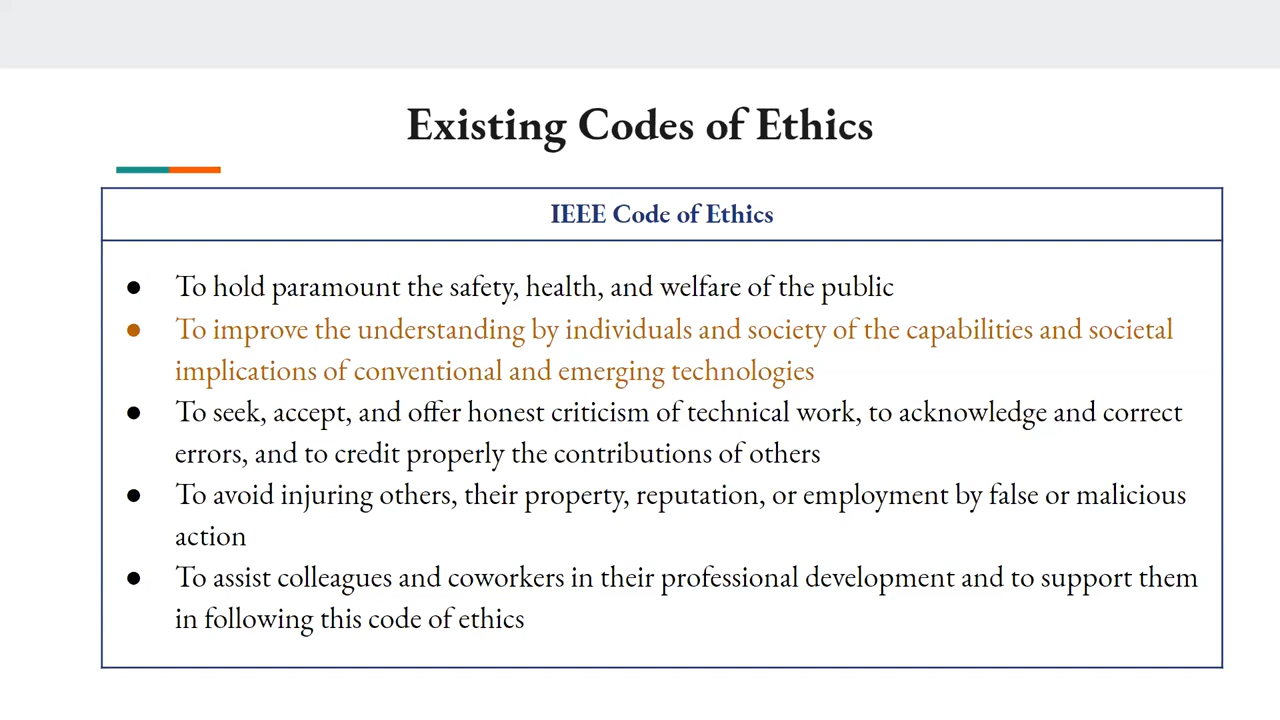 Existing Codes of Ethics
IEEE Code of Ethics
● To hold paramount the safety, health, and welfare of the public
● To improve the understanding by individuals and society of the capabilities and societal
implications of conventional and emerging technologies
● To seek, accept, and offer honest criticism of technical work, to acknowledge and correct
errors, and to credit properly the contributions of others
● To avoid injuring others, their property, reputation, or employment by false or malicious
action
● To assist colleagues and coworkers in their professional development and to support them
in following this code of ethics